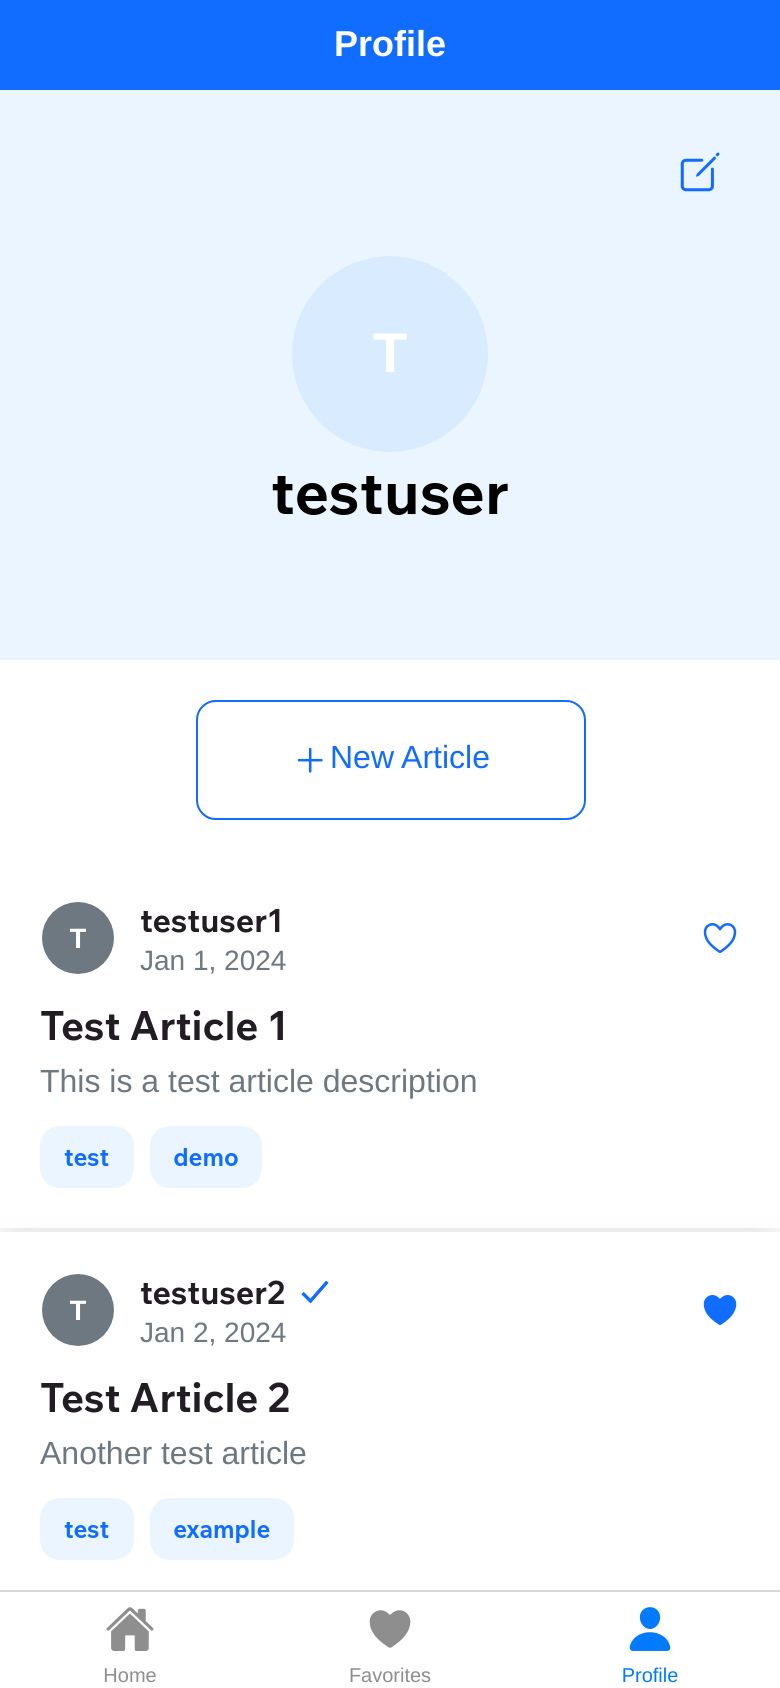 Profile
T
testuser
New Article
T
testuser1
Jan 1, 2024
Test Article 1
This is a test article description
test demo
T
testuser2
Jan 2, 2024
Test Article 2
Another test article
test example
Home Favorites Profile